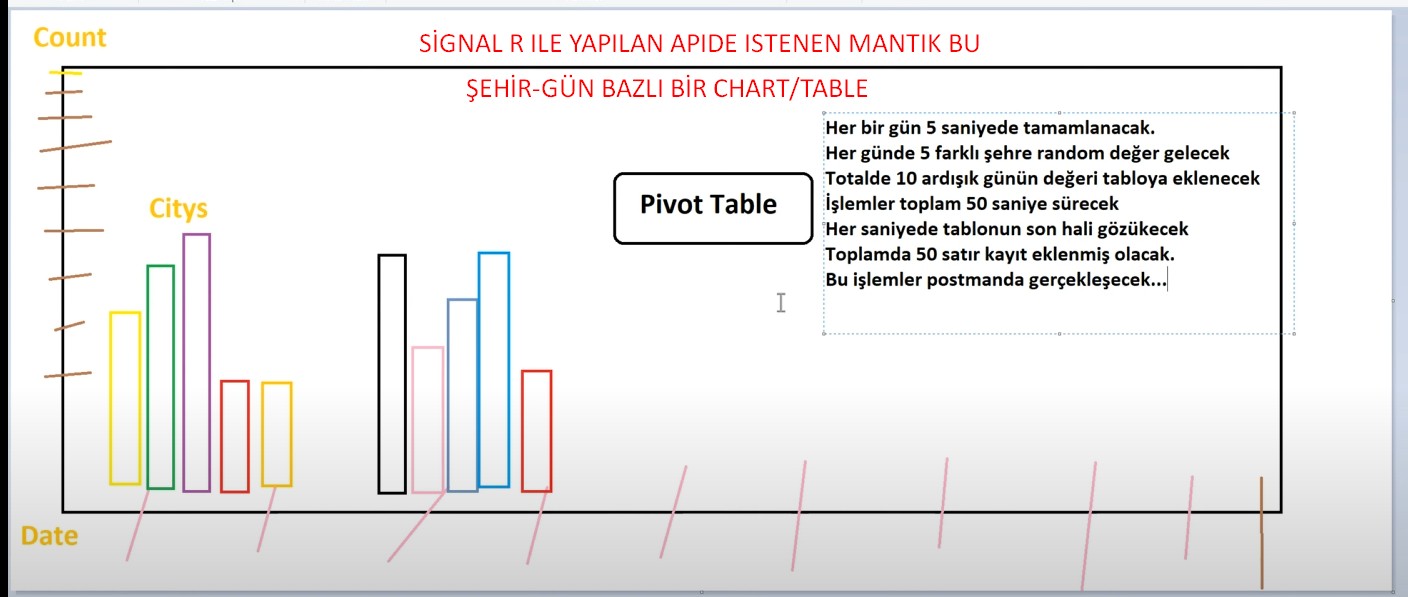 Count
SİGNAL R ILE YAPILAN APIDE ISTENEN MANTIK BU
ŞEHİR-GÜN BAZLI BİR CHART/TABLE
Her bir gün 5 saniyede tamamlanacak.
Her günde 5 farklı şehre random değer gelecek
Totalde 10 ardışık günün değeri tabloya eklenecek
İşlemler toplam 50 saniye sürecek
Her saniyede tablonun son hali gözükecek
Toplamda 50 satır kayıt eklenmiş olacak.
Bu işlemler postmanda gerçekleşecek...
Pivot Table
Citys
Date